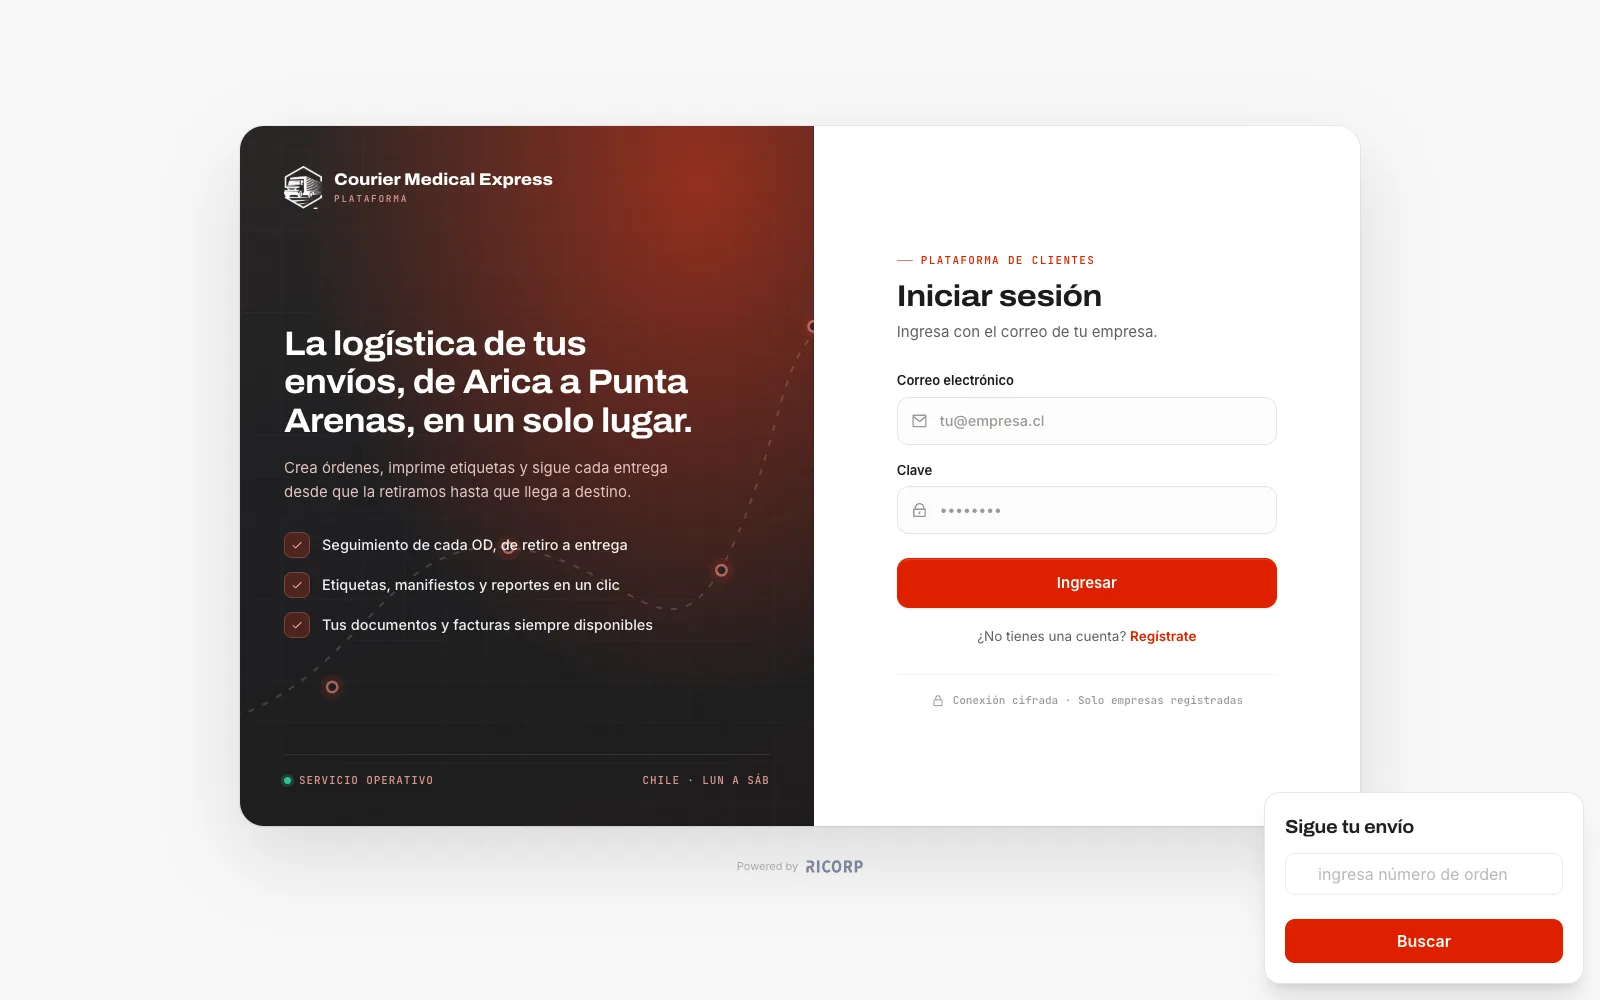 Courier Medical Express
PLATAFORMA
La logística de tus
envíos, de Arica a Punta
Arenas, en un solo lugar.
Crea órdenes, imprime etiquetas y sigue cada entrega
desde que la retiramos hasta que llega a destino.
Seguimiento de cada OD, de retiro a entrega
Etiquetas, manifiestos y reportes en un clic
Tus documentos y facturas siempre disponibles
SERVICIO OPERATIVO
CHILE · LUN A SÁB
PLATAFORMA DE CLIENTES
Iniciar sesión
Ingresa con el correo de tu empresa.
Correo electrónico
tu@empresa.cl
Clave
••••••••
Ingresar
¿No tienes una cuenta? Regístrate
Conexión cifrada · Solo empresas registradas
Powered by RICORP
Sigue tu envío
ingresa número de orden
Buscar